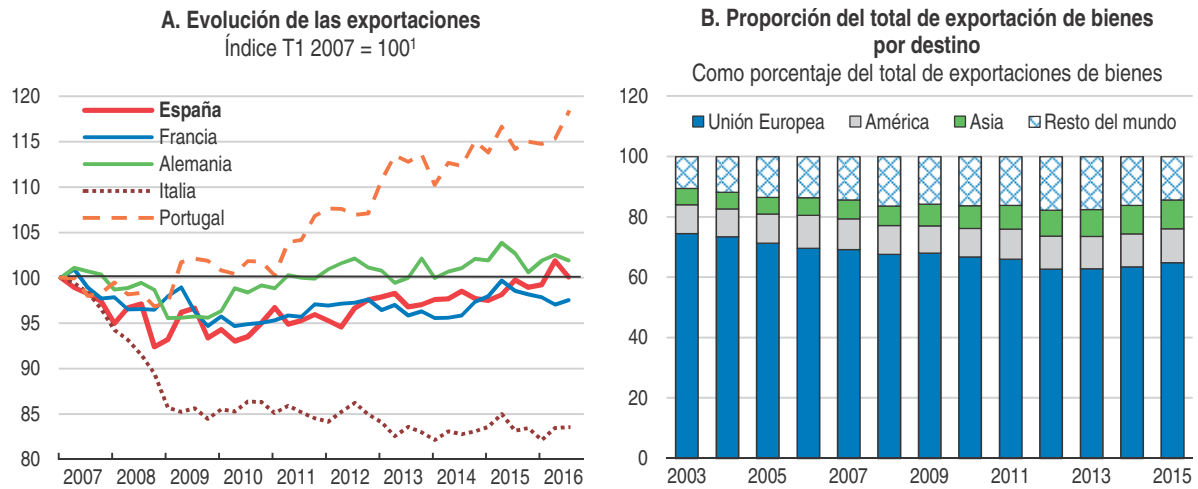 A. Evolución de las exportaciones
Índice T1 2007 = 100¹
120
115
110
105
100
95
90
85
80
España
Francia
Alemania
Italia
Portugal
2007 2008 2009 2010 2011 2012 2013 2014 2015 2016
B. Proporción del total de exportación de bienes
por destino
Como porcentaje del total de exportaciones de bienes
120
100
80
60
40
20
0
Unión Europea América Asia Resto del mundo
2003 2005 2007 2009 2011 2013 2015